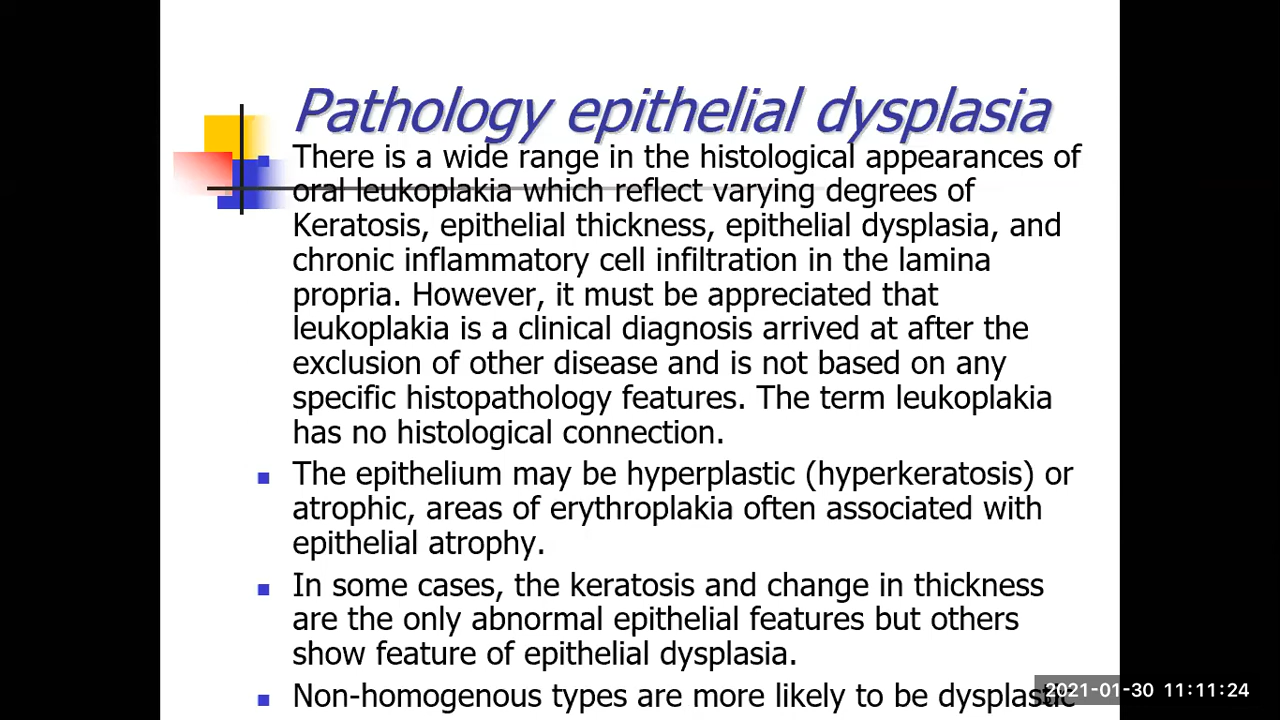 Pathology epithelial dysplasia
There is a wide range in the histological appearances of
oral leukoplakia which reflect varying degrees of
Keratosis, epithelial thickness, epithelial dysplasia, and
chronic inflammatory cell infiltration in the lamina
propria. However, it must be appreciated that
leukoplakia is a clinical diagnosis arrived at after the
exclusion of other disease and is not based on any
specific histopathology features. The term leukoplakia
has no histological connection.
The epithelium may be hyperplastic (hyperkeratosis) or
atrophic, areas of erythroplakia often associated with
epithelial atrophy.
In some cases, the keratosis and change in thickness
are the only abnormal epithelial features but others
show feature of epithelial dysplasia.
Non-homogenous types are more likely to be dysplastic
2021-01-30 11:11:24